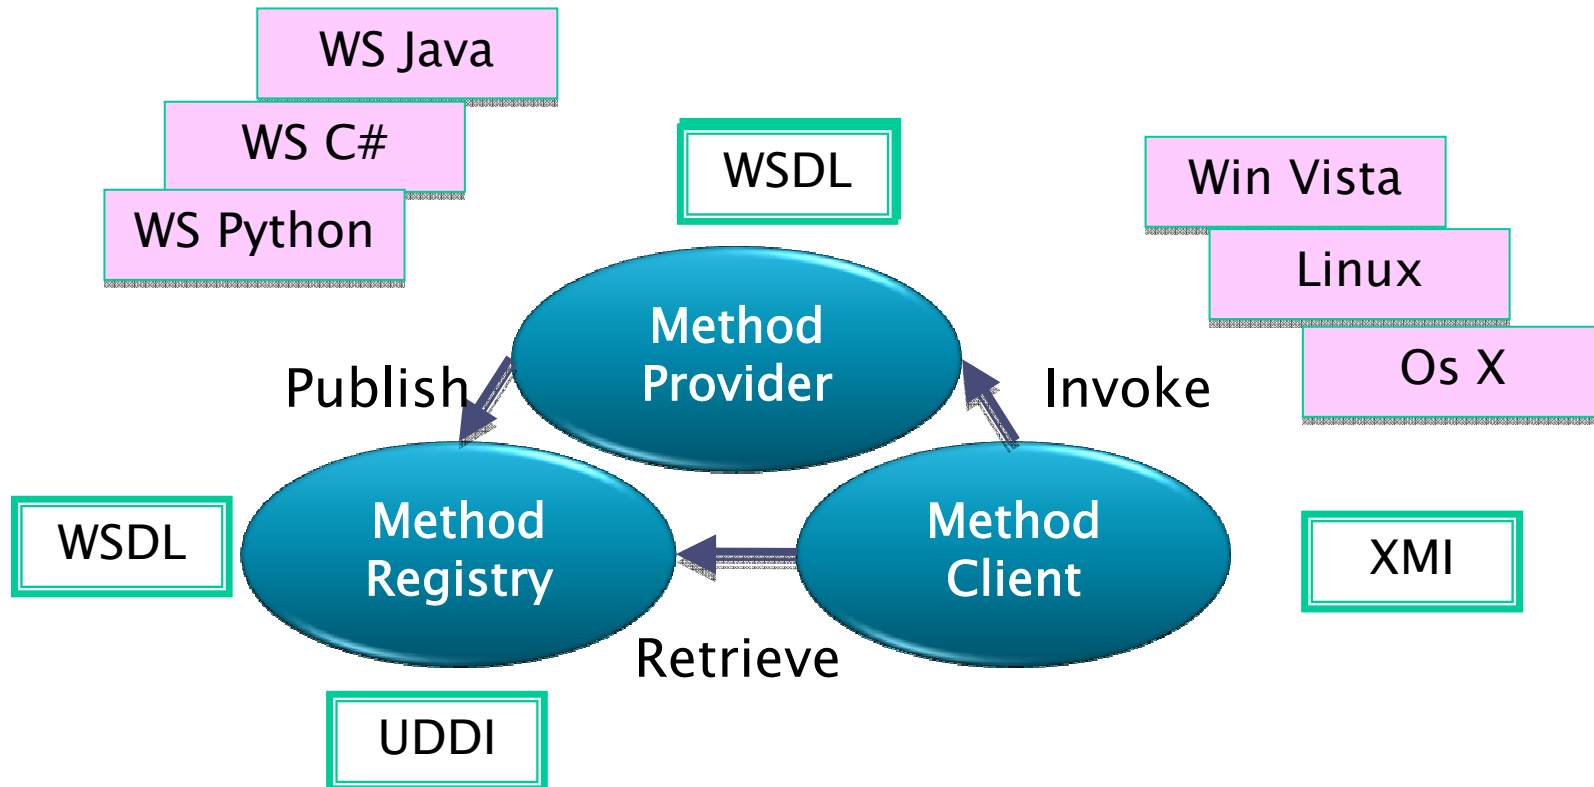 WS Java
WS C#
WS Python
WSDL
Win Vista
Linux
Os X
Method
Provider
Publish
Invoke
WSDL
Method
Registry
Method
Client
XMI
Retrieve
UDDI